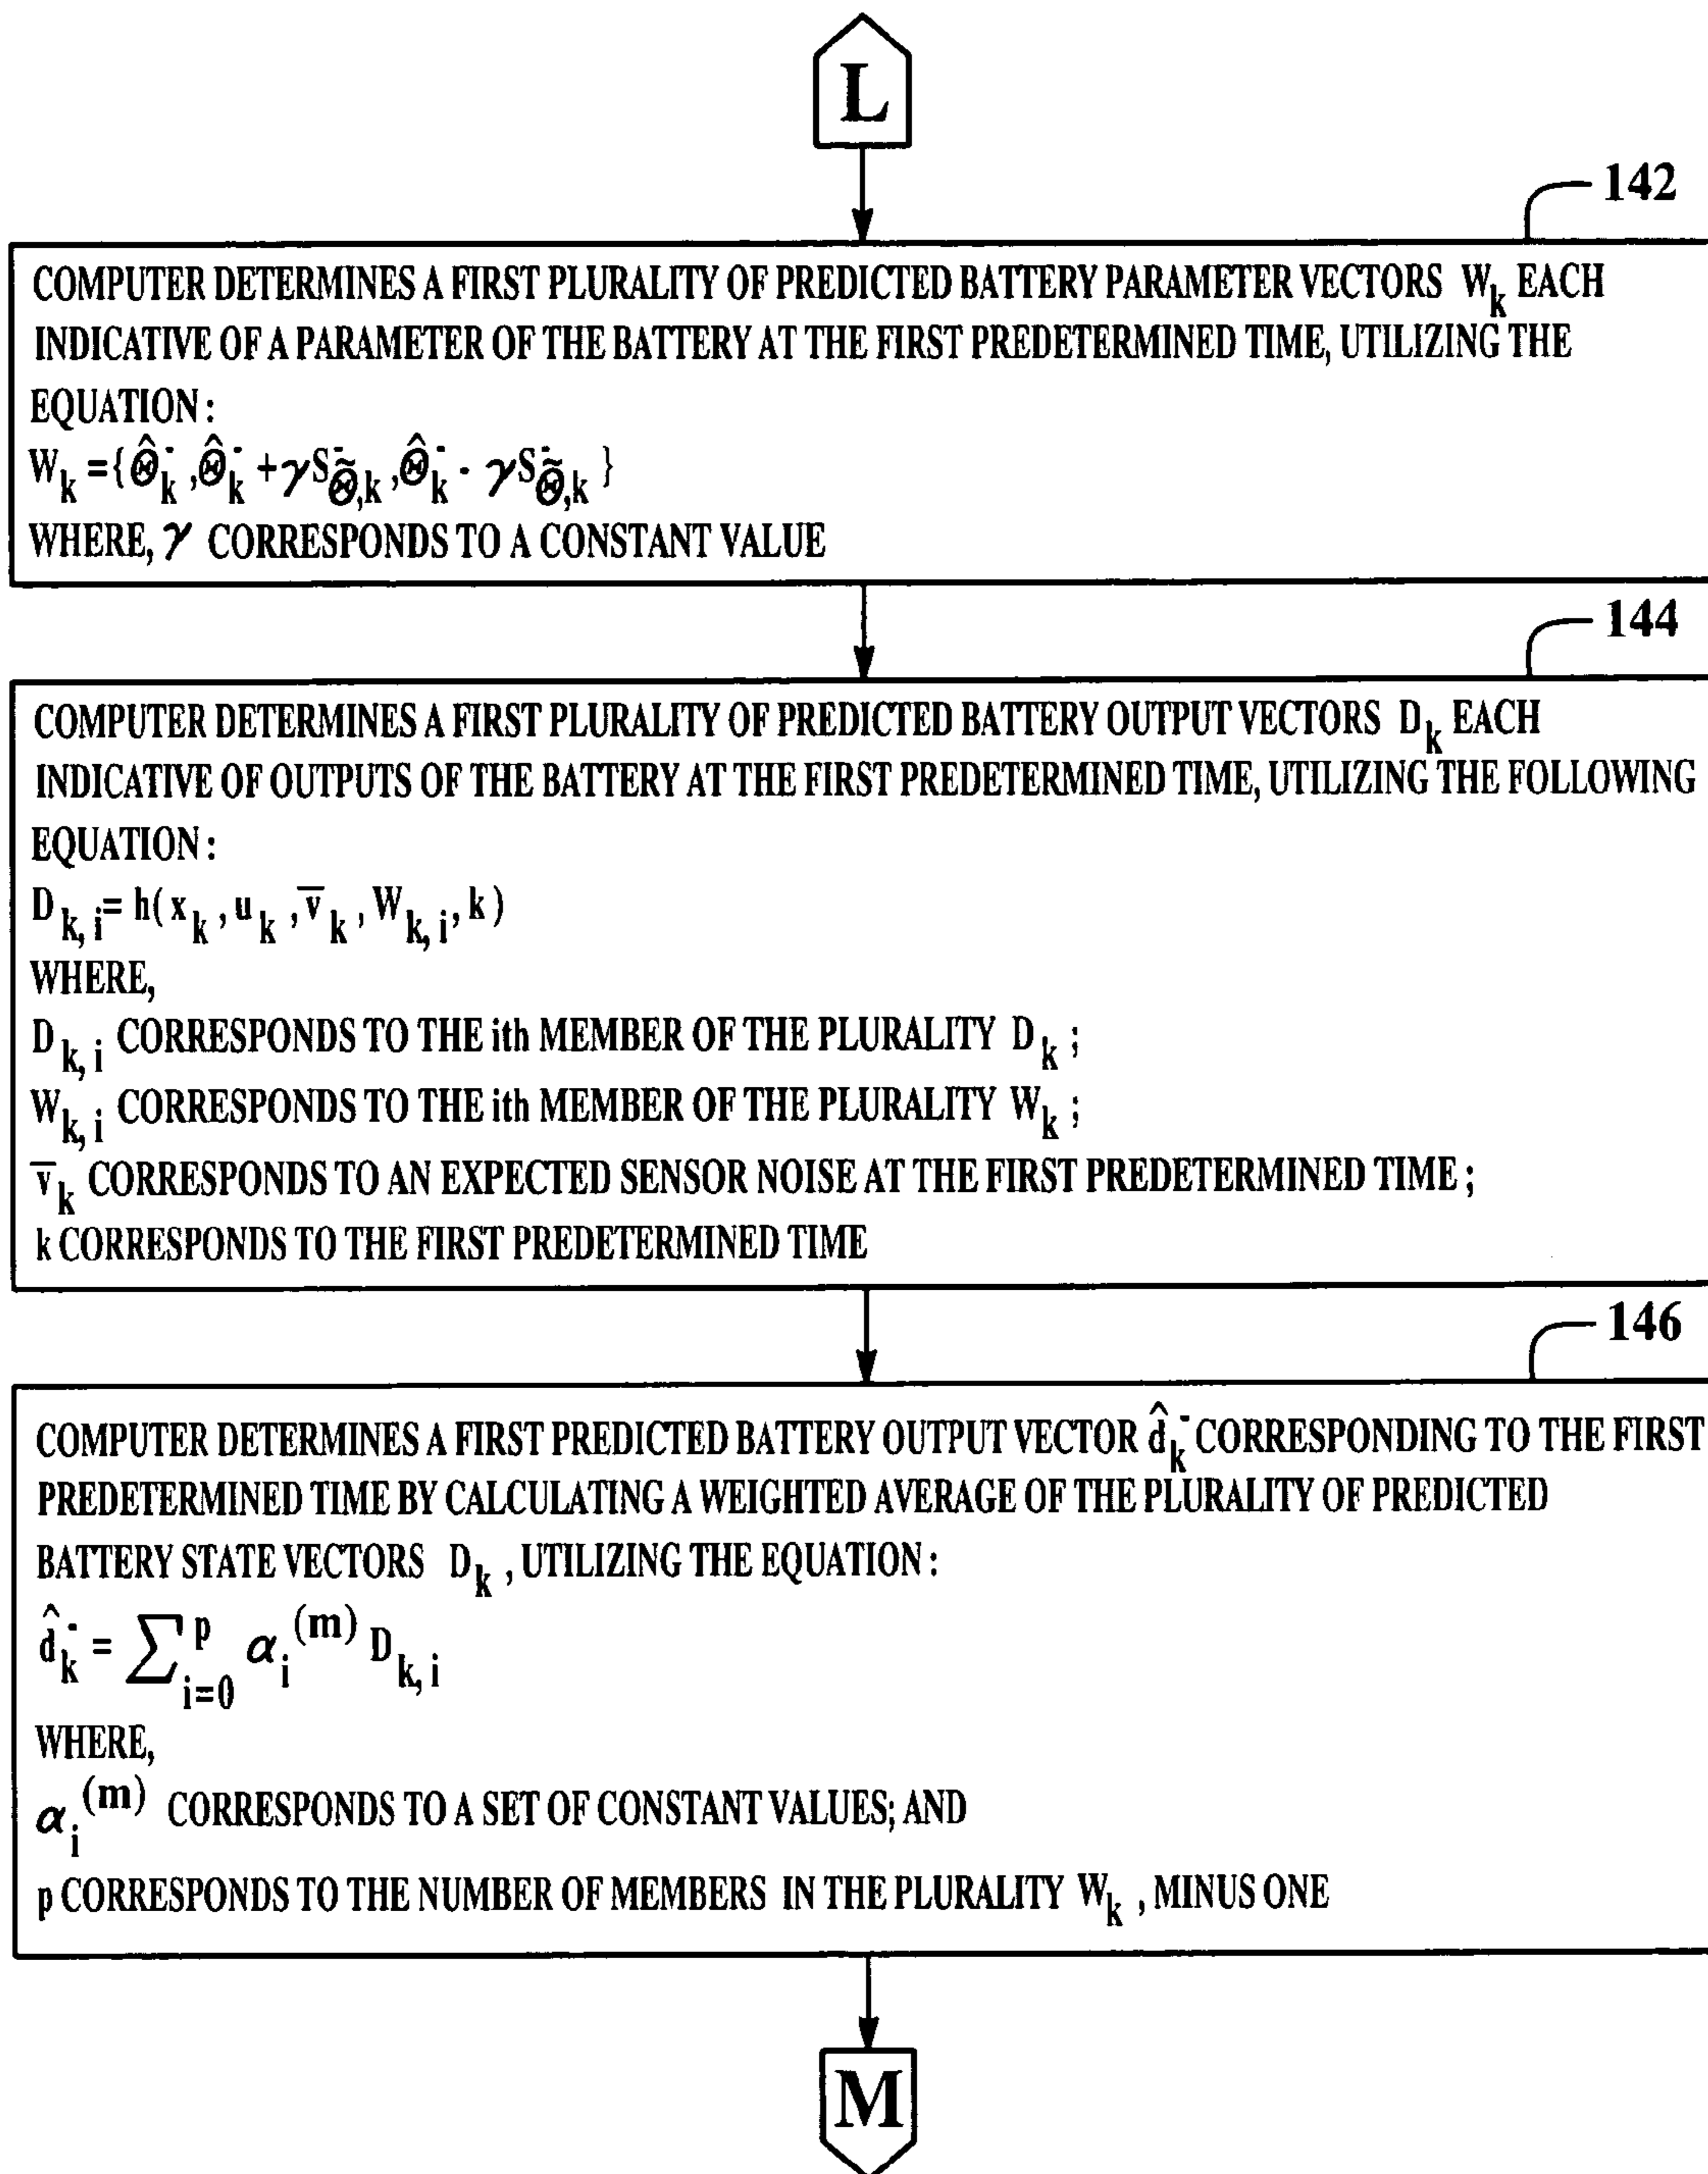 L
142
COMPUTER DETERMINES A FIRST PLURALITY OF PREDICTED BATTERY PARAMETER VECTORS W_k EACH
INDICATIVE OF A PARAMETER OF THE BATTERY AT THE FIRST PREDETERMINED TIME, UTILIZING THE
EQUATION:
W_k = {Θ̂_k^-, Θ̂_k^- + γS^-_Θ̃,k, Θ̂_k^- - γS^-_Θ̃,k}
WHERE, γ CORRESPONDS TO A CONSTANT VALUE
144
COMPUTER DETERMINES A FIRST PLURALITY OF PREDICTED BATTERY OUTPUT VECTORS D_k EACH
INDICATIVE OF OUTPUTS OF THE BATTERY AT THE FIRST PREDETERMINED TIME, UTILIZING THE FOLLOWING
EQUATION:
D_k,i = h(x_k, u_k, v̄_k, W_k,i, k)
WHERE,
D_k,i CORRESPONDS TO THE ith MEMBER OF THE PLURALITY D_k;
W_k,i CORRESPONDS TO THE ith MEMBER OF THE PLURALITY W_k;
v̄_k CORRESPONDS TO AN EXPECTED SENSOR NOISE AT THE FIRST PREDETERMINED TIME;
k CORRESPONDS TO THE FIRST PREDETERMINED TIME
146
COMPUTER DETERMINES A FIRST PREDICTED BATTERY OUTPUT VECTOR d̂_k^- CORRESPONDING TO THE FIRST
PREDETERMINED TIME BY CALCULATING A WEIGHTED AVERAGE OF THE PLURALITY OF PREDICTED
BATTERY STATE VECTORS D_k, UTILIZING THE EQUATION:
d̂_k^- = ∑_{i=0}^p α_i^(m) D_k,i
WHERE,
α_i^(m) CORRESPONDS TO A SET OF CONSTANT VALUES; AND
p CORRESPONDS TO THE NUMBER OF MEMBERS IN THE PLURALITY W_k, MINUS ONE
M